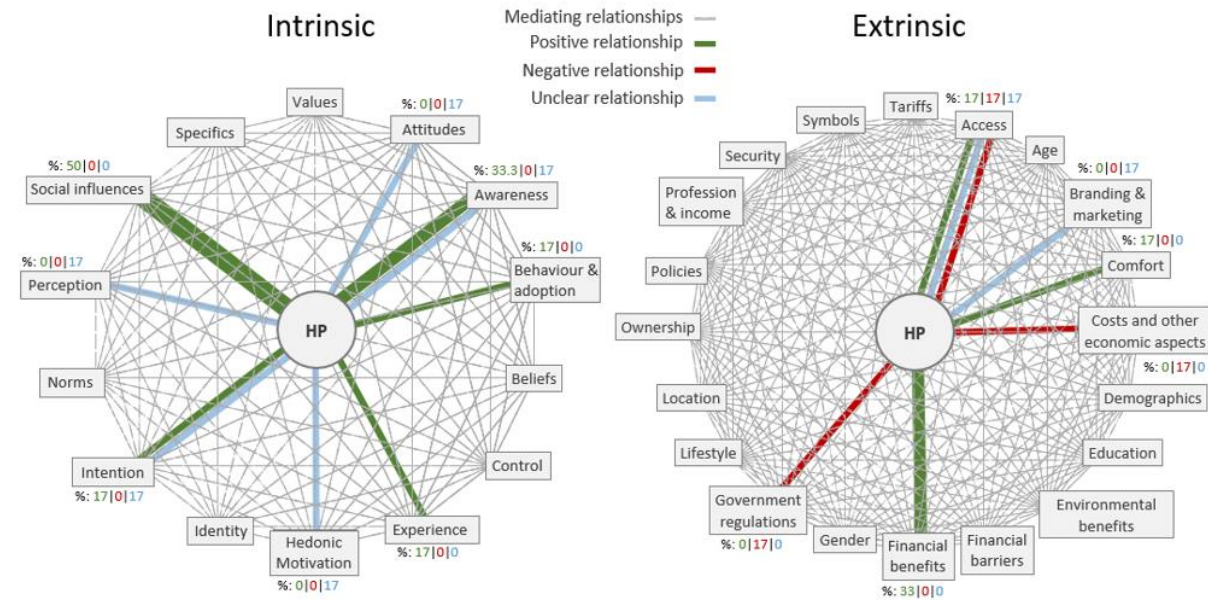 Intrinsic
Mediating relationships
Positive relationship
Negative relationship
Unclear relationship
Extrinsic
Values
%: 0|0|17
Attitudes
Specifics
%: 50|0|0
Social influences
%: 33.3|0|17
Awareness
%: 17|0|0
Behaviour &
adoption
%: 0|0|17
Perception
HP
Norms
Beliefs
Control
Intention
%: 17|0|17
Identity
Hedonic
Motivation
%: 0|0|17
Experience
%: 17|0|0
Tariffs
%: 17|17|17
Access
Symbols
Age
Security
%: 0|0|17
Branding &
marketing
Profession
& income
%: 17|0|0
Comfort
Policies
Ownership
HP
Costs and other
economic aspects
%: 0|17|0
Location
Demographics
Lifestyle
Education
Government
regulations
%: 0|17|0
Environmental
benefits
Gender
Financial
benefits
%: 33|0|0
Financial
barriers